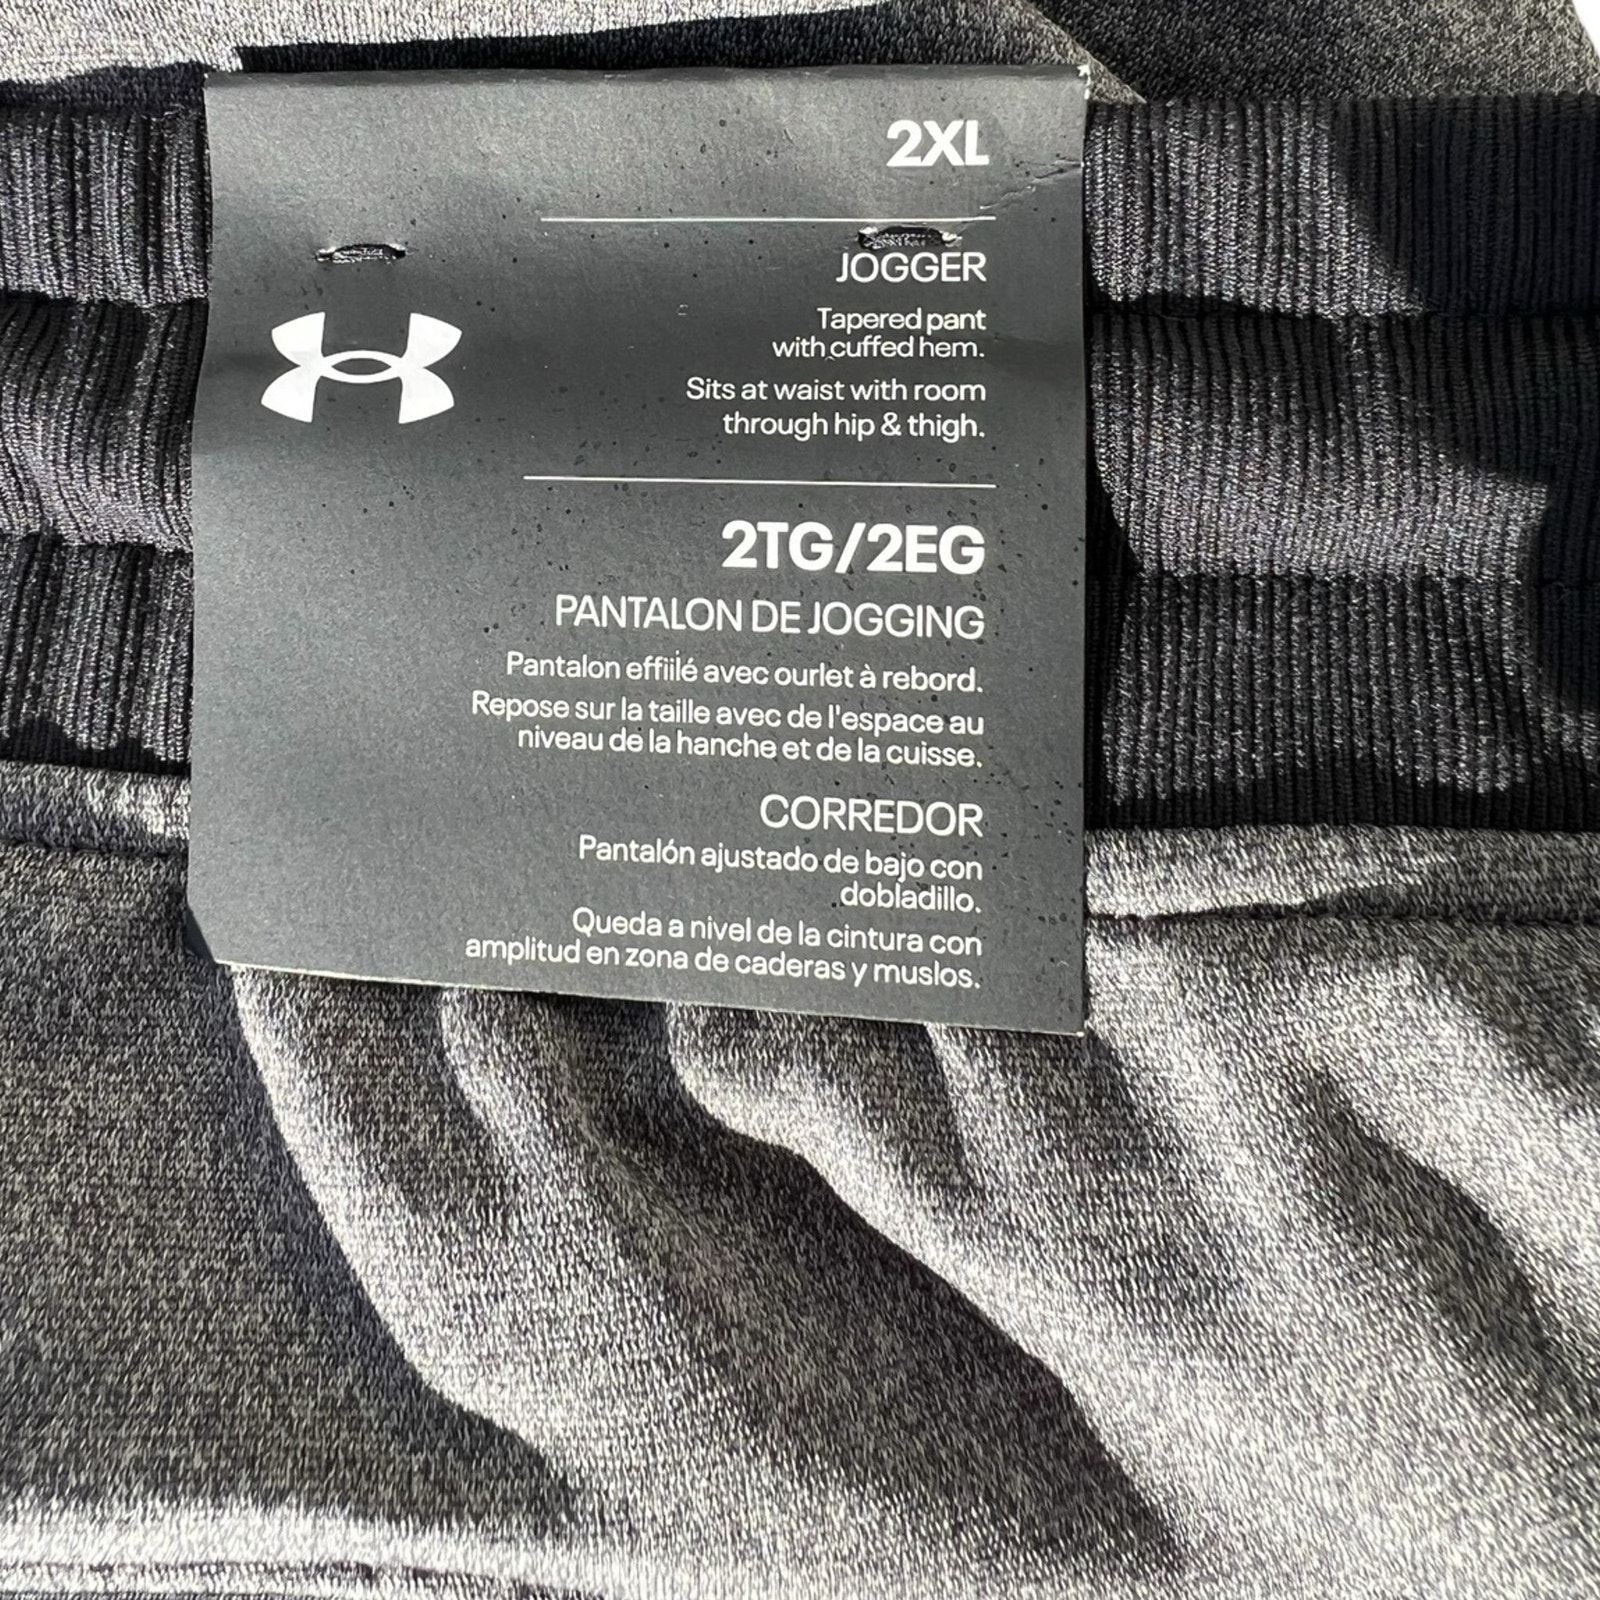 2XL
JOGGER
Tapered pant
with cuffed hem.
Sits at waist with room
through hip & thigh.
2TG/2EG
PANTALON DE JOGGING
Pantalon effiilé avec ourlet à rebord.
Repose sur la taille avec de l'espace au
niveau de la hanche et de la cuisse.
CORREDOR
Pantalón ajustado de bajo con
dobladillo.
Queda a nivel de la cintura con
amplitud en zona de caderas y muslos.